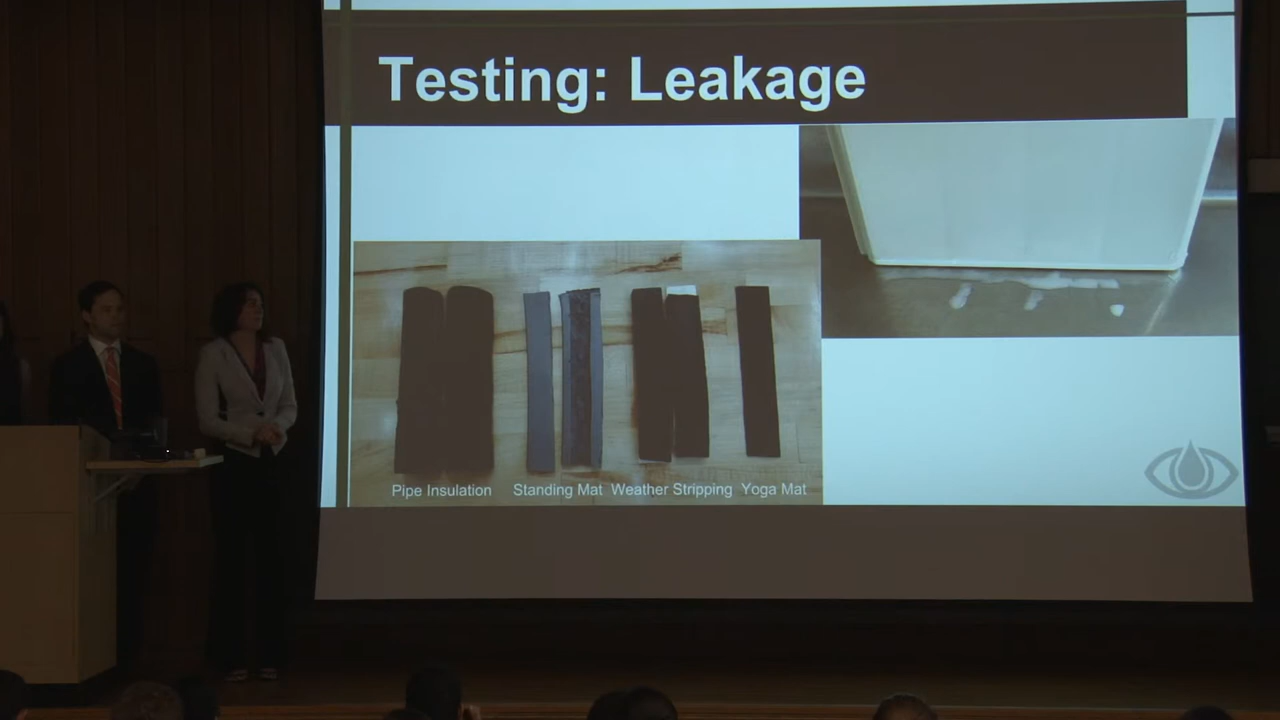 Testing: Leakage
Pipe Insulation Standing Mat Weather Stripping Yoga Mat